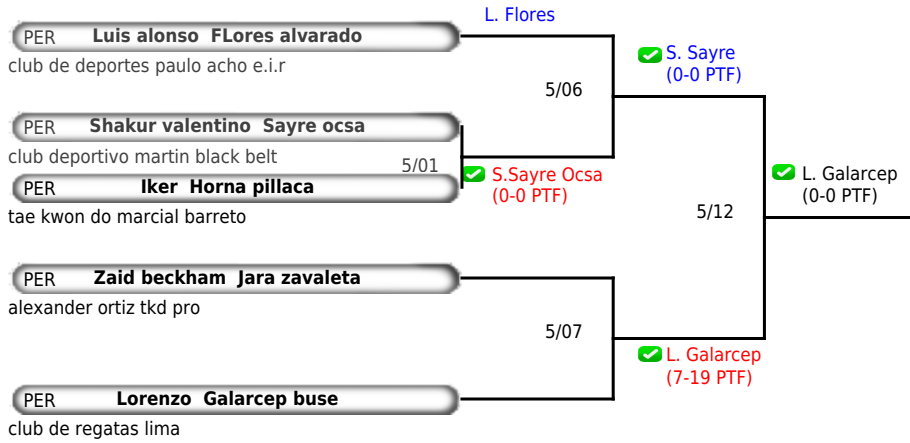 L. Flores
PER Luis alonso FLores alvarado
club de deportes paulo acho e.i.r
S. Sayre
(0-0 PTF)
5/06
PER Shakur valentino Sayre ocsa
club deportivo martin black belt
5/01
S.Sayre Ocsa
(0-0 PTF)
PER Iker Horna pillaca
tae kwon do marcial barreto
L. Galarcep
(0-0 PTF)
5/12
PER Zaid beckham Jara zavaleta
alexander ortiz tkd pro
5/07
L. Galarcep
(7-19 PTF)
PER Lorenzo Galarcep buse
club de regatas lima